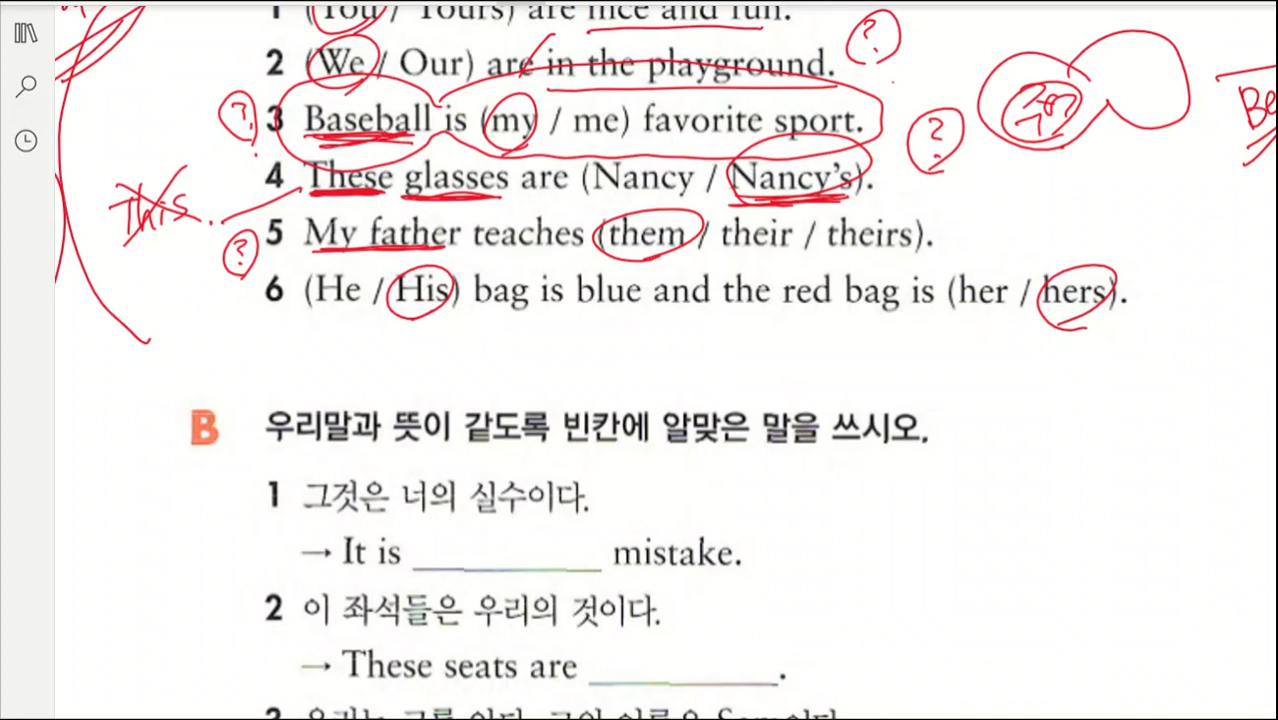 1 (You / Yours) are nice and fun.
2 (We / Our) are in the playground. ?
? 3 Baseball is (my / me) favorite sport. ?
4 These glasses are (Nancy / Nancy's).
This
? 5 My father teaches (them / their / theirs).
6 (He / His) bag is blue and the red bag is (her / hers).
Be
B 우리말과 뜻이 같도록 빈칸에 알맞은 말을 쓰시오.
1 그것은 너의 실수이다.
→ It is __________ mistake.
2 이 좌석들은 우리의 것이다.
→ These seats are __________.